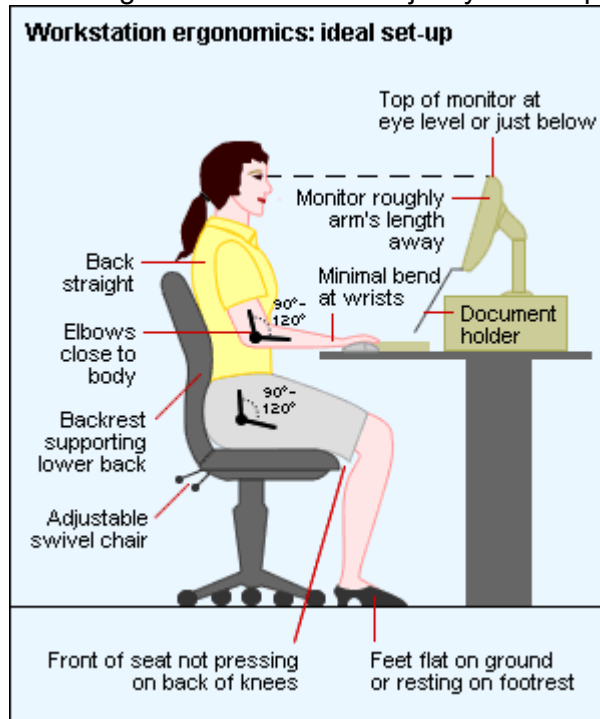 Workstation ergonomics: ideal set-up
Top of monitor at
eye level or just below
Monitor roughly
arm's length
away
Back
straight
Minimal bend
at wrists
90°-
120°
Document
holder
Elbows
close to
body
90°-
120°
Backrest
supporting
lower back
Adjustable
swivel chair
Front of seat not pressing
on back of knees
Feet flat on ground
or resting on footrest